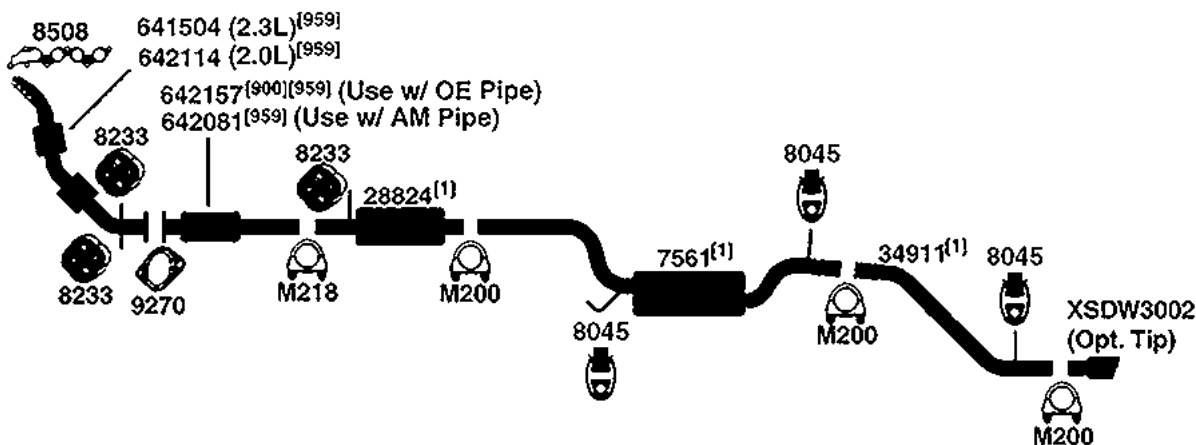 8508
641504 (2.3L)[959]
642114 (2.0L)[959]
642157[900][959] (Use w/ OE Pipe)
642081[959] (Use w/ AM Pipe)
8233
8233
28824[1]
8045
7561[1]
34911[1]
8045
8233
9270
M218
M200
8045
M200
XSDW3002
(Opt. Tip)
M200